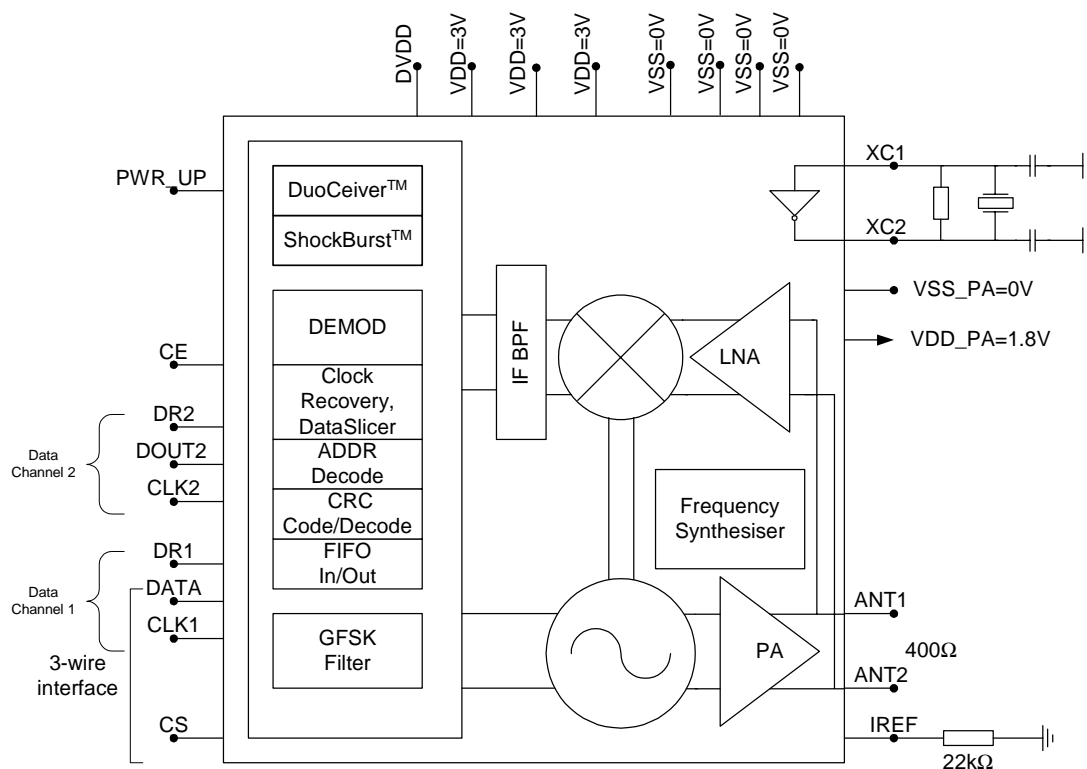 DVDD
VDD=3V
VDD=3V
VDD=3V
VSS=0V
VSS=0V
VSS=0V
VSS=0V
PWR_UP
DuoCeiver™
ShockBurst™
XC1
XC2
VSS_PA=0V
VDD_PA=1.8V
DEMOD
IF BPF
LNA
CE
Clock
Recovery,
DataSlicer
DR2
DOUT2
CLK2
Data
Channel 2
ADDR
Decode
CRC
Code/Decode
FIFO
In/Out
Frequency
Synthesiser
DR1
DATA
CLK1
Data
Channel 1
3-wire
interface
GFSK
Filter
PA
ANT1
400Ω
ANT2
CS
IREF
22kΩ